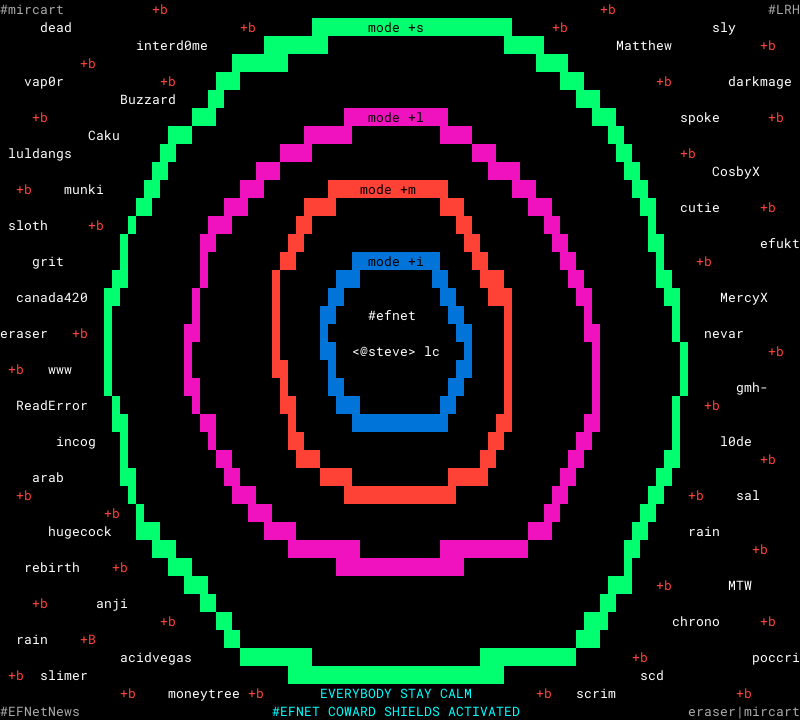 #mircart +b +b #LRH
dead +b mode +s +b sly
interd0me Matthew +b
+b
vap0r +b +b darkmage
Buzzard
+b mode +l spoke +b
Caku
luldangs +b
CosbyX
+b munki mode +m
cutie +b
sloth +b
efukt
grit mode +i +b
canada420 MercyX
#efnet
eraser +b nevar
<@steve> lc +b
+b www
gmh-
ReadError +b
incog l0de
+b
arab
+b +b sal
+b
hugecock rain
+b
rebirth +b
+b MTW
+b anji
+b chrono +b
rain +B
acidvegas +b poccri
+b slimer scd
+b moneytree +b EVERYBODY STAY CALM +b scrim +b
#EFNetNews #EFNET COWARD SHIELDS ACTIVATED eraser|mircart